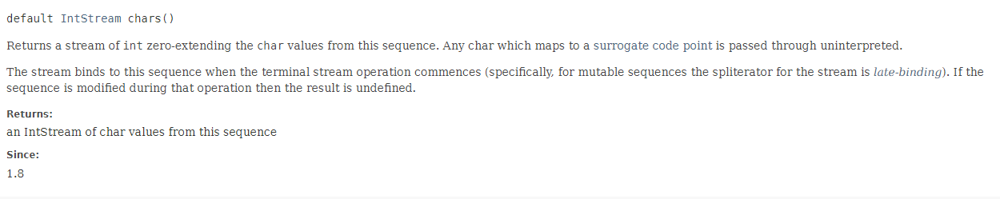 default IntStream chars()
Returns a stream of int zero-extending the char values from this sequence. Any char which maps to a surrogate code point is passed through uninterpreted.
The stream binds to this sequence when the terminal stream operation commences (specifically, for mutable sequences the spliterator for the stream is late-binding). If the
sequence is modified during that operation then the result is undefined.
Returns:
an IntStream of char values from this sequence
Since:
1.8